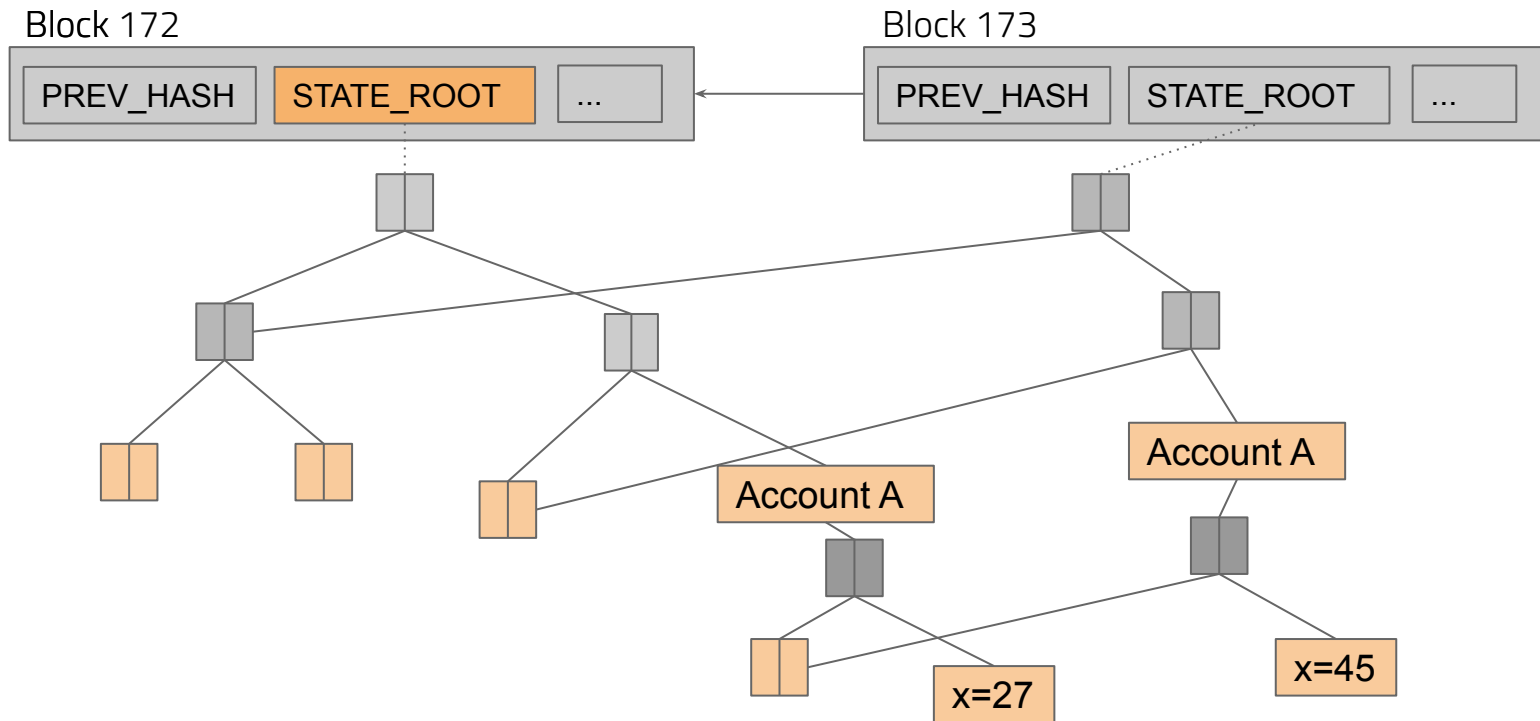 Block 172
Block 173
PREV_HASH
STATE_ROOT
...
PREV_HASH
STATE_ROOT
...
Account A
Account A
x=27
x=45